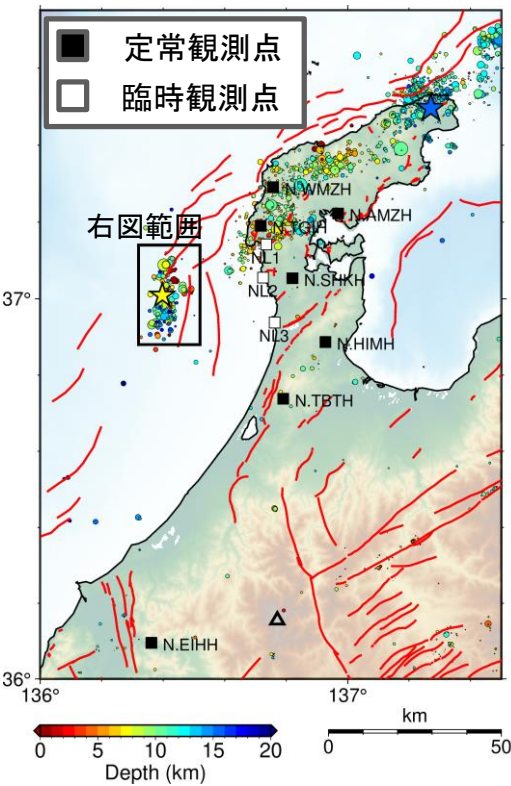 定常観測点
臨時観測点
N.WMZH
N.AMZH
右図範囲
N.TGIH
NL1
NL2
N.SHKH
37°
NL3
N.HIMH
N.TBTH
N.EIHH
36°
136°
137°
km
0 50
0 5 10 15 20
Depth (km)